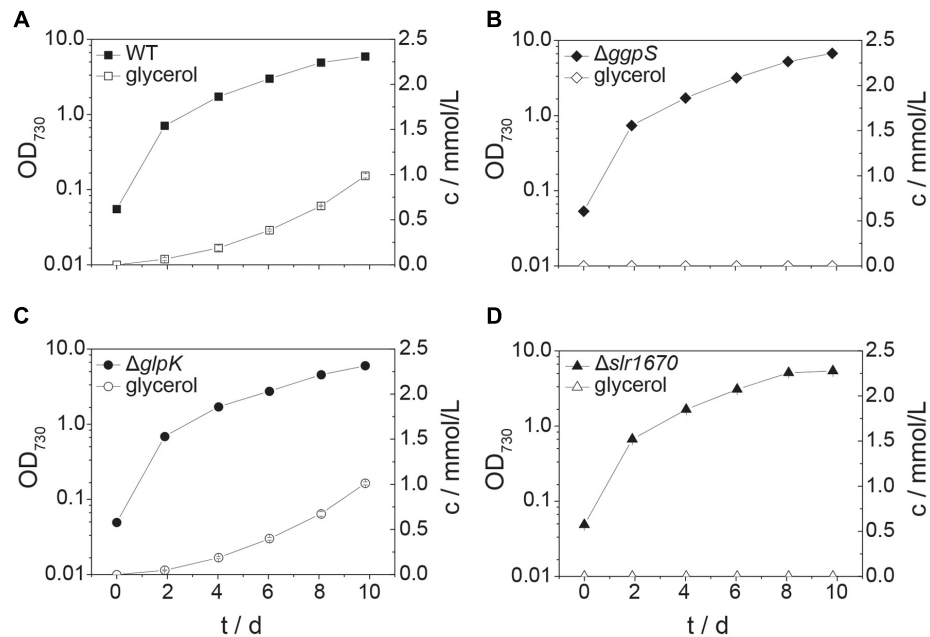 A
10.0
1.0
0.1
0.01
OD730
WT
glycerol
2.5
2.0
1.5
1.0
0.5
0.0
c / mmol/L
B
10.0
1.0
0.1
0.01
OD730
ΔggpS
glycerol
2.5
2.0
1.5
1.0
0.5
0.0
c / mmol/L
C
10.0
1.0
0.1
0.01
OD730
ΔglpK
glycerol
2.5
2.0
1.5
1.0
0.5
0.0
c / mmol/L
0 2 4 6 8 10
t / d
D
10.0
1.0
0.1
0.01
OD730
Δslr1670
glycerol
2.5
2.0
1.5
1.0
0.5
0.0
c / mmol/L
0 2 4 6 8 10
t / d